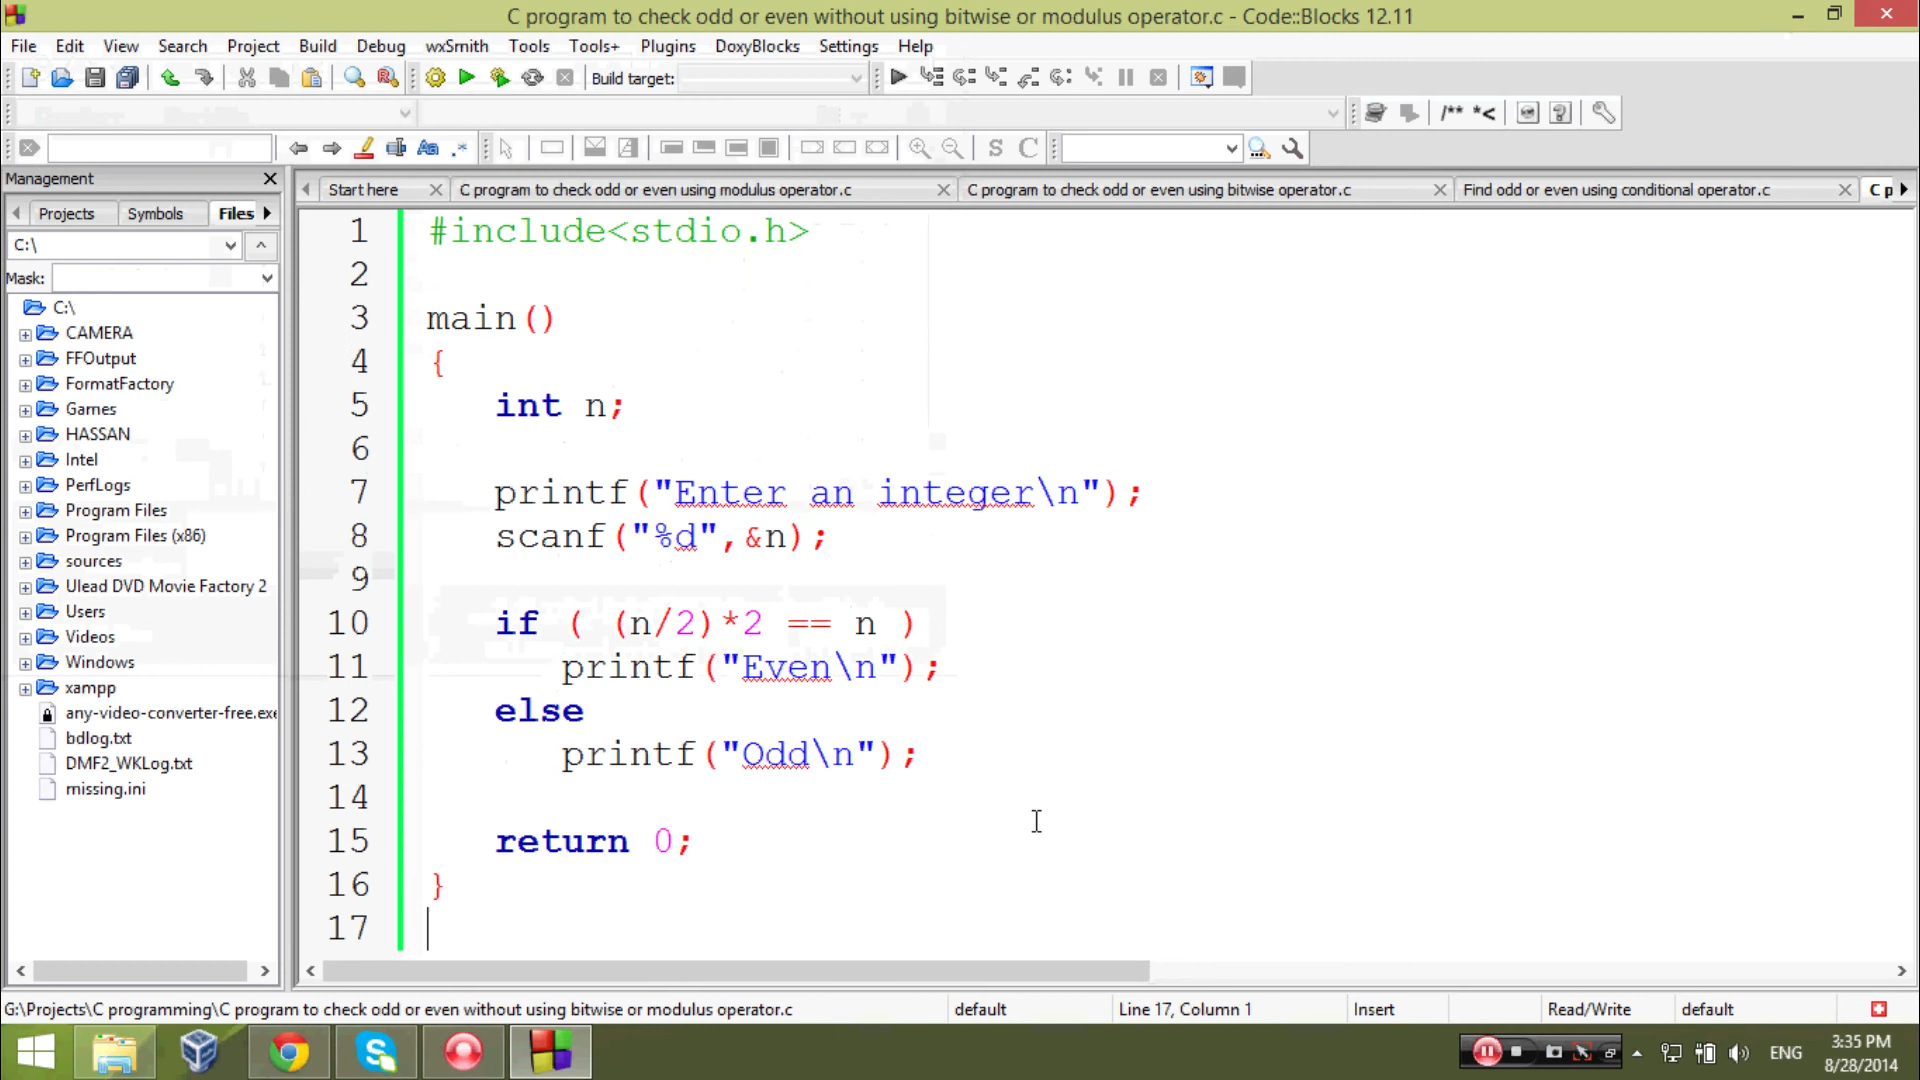 C program to check odd or even without using bitwise or modulus operator.c - Code::Blocks 12.11
File Edit View Search Project Build Debug wxSmith Tools Tools+ Plugins DoxyBlocks Settings Help
Build target:
/** *<
S C
Management
Projects Symbols Files
Start here C program to check odd or even using modulus operator.c C program to check odd or even using bitwise operator.c Find odd or even using conditional operator.c C p
C:\
Mask:
C:\
CAMERA
FFOutput
FormatFactory
Games
HASSAN
Intel
PerfLogs
Program Files
Program Files (x86)
sources
Ulead DVD Movie Factory 2
Users
Videos
Windows
xampp
any-video-converter-free.exe
bdlog.txt
DMF2_WKLog.txt
missing.ini
1 #include<stdio.h>
2
3 main()
4 {
5 int n;
6
7 printf("Enter an integer\n");
8 scanf("%d",&n);
9
10 if ( (n/2)*2 == n )
11 printf("Even\n");
12 else
13 printf("Odd\n");
14
15 return 0;
16 }
17
G:\Projects\C programming\C program to check odd or even without using bitwise or modulus operator.c default Line 17, Column 1 Insert Read/Write default
ENG 3:35 PM
8/28/2014